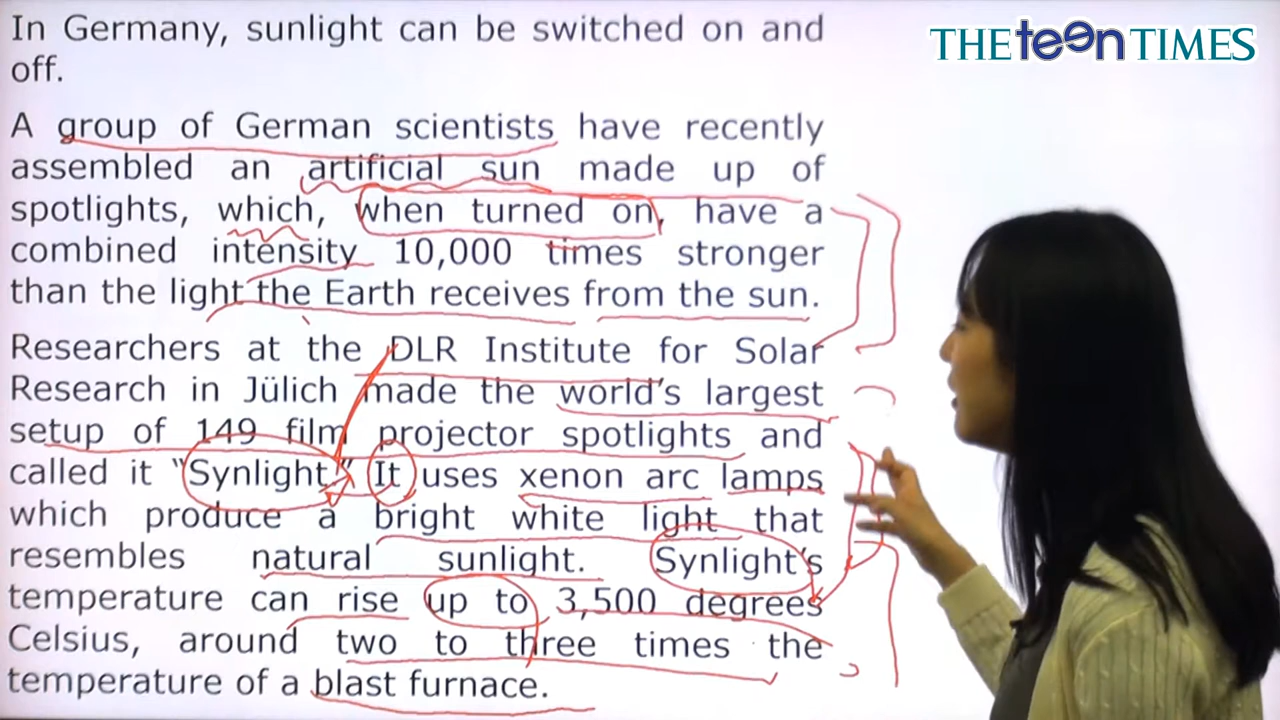 In Germany, sunlight can be switched on and
off.
A group of German scientists have recently
assembled an artificial sun made up of
spotlights, which, when turned on, have a
combined intensity 10,000 times stronger
than the light the Earth receives from the sun.
Researchers at the DLR Institute for Solar
Research in Jülich made the world's largest
setup of 149 film projector spotlights and
called it "Synlight." It uses xenon arc lamps
which produce a bright white light that
resembles natural sunlight. Synlight's
temperature can rise up to 3,500 degrees
Celsius, around two to three times the
temperature of a blast furnace.
THE teen TIMES